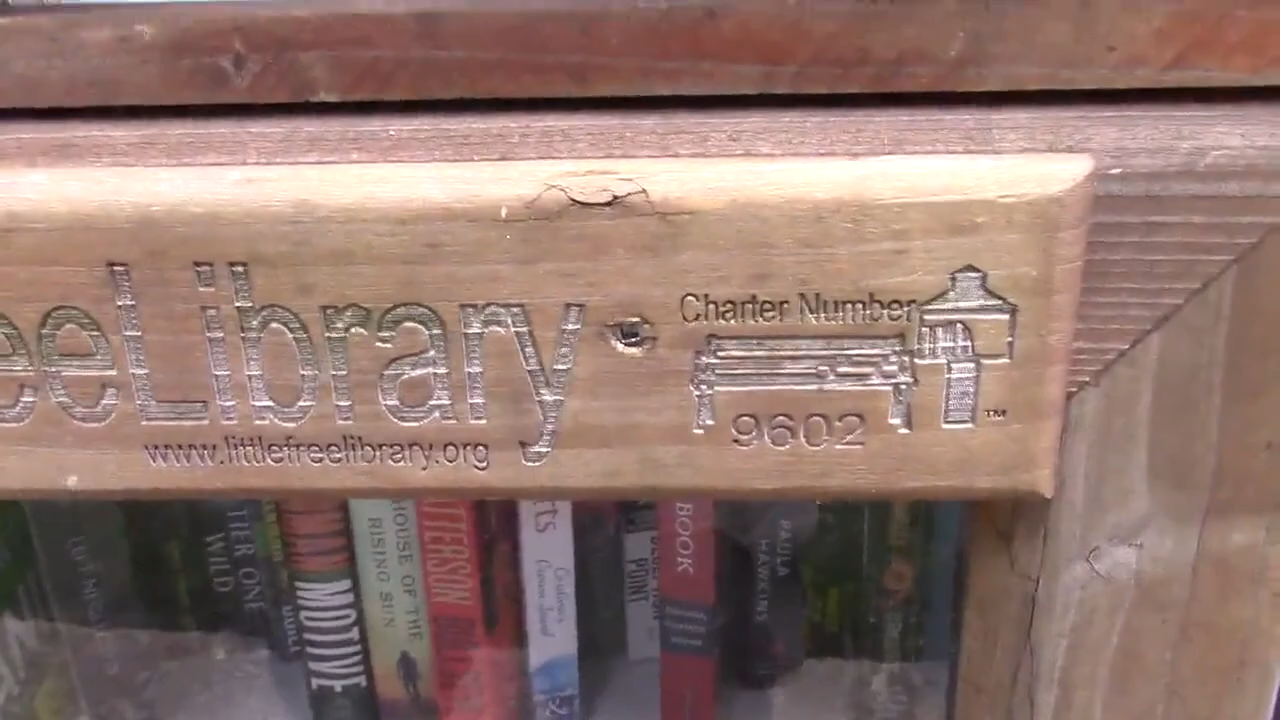 eeLibrary
www.littlefreelibrary.org
Charter Number
9602
™
TIER ONE
WILD
MOTIVE
HOUSE OF THE
RISING SUN
TTERSON
POINT
BOOK
PAULA
HAWKINS